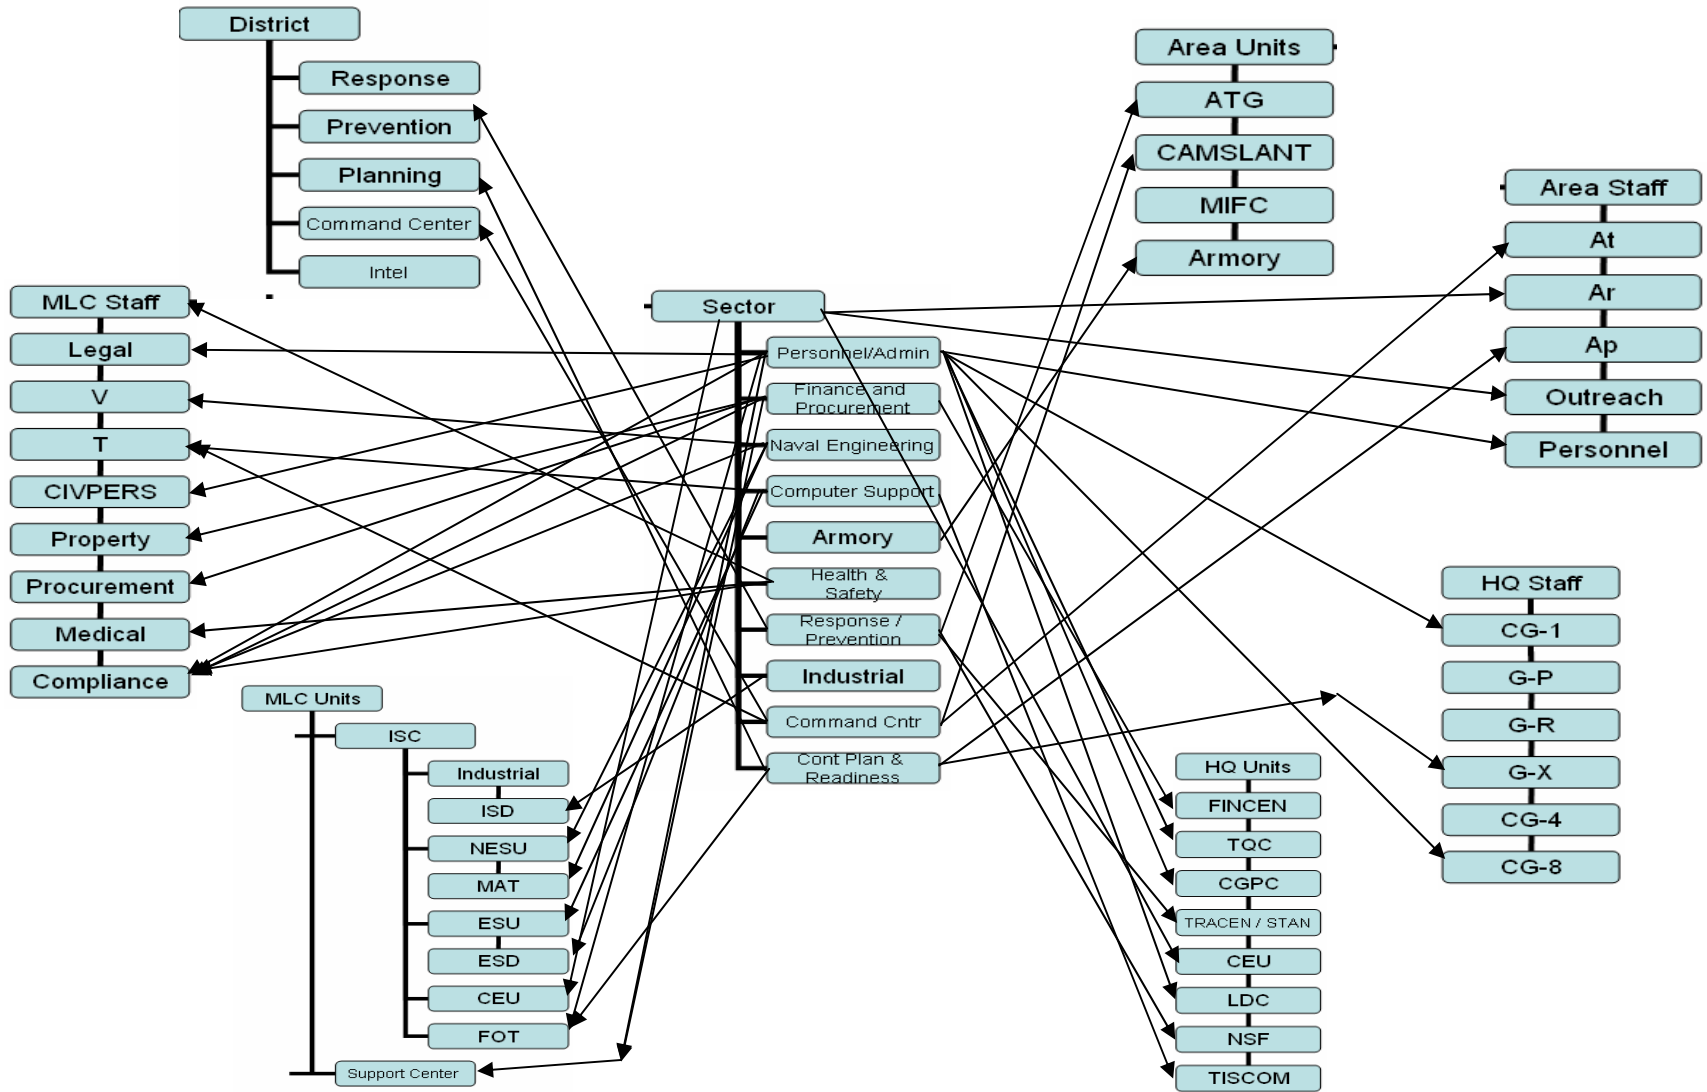 District
Response
Prevention
Planning
Command Center
Intel
MLC Staff
Legal
V
T
CIVPERS
Property
Procurement
Medical
Compliance
MLC Units
ISC
Industrial
ISD
NESU
MAT
ESU
ESD
CEU
FOT
Support Center
Sector
Personnel/Admin
Finance and
Procurement
Naval Engineering
Computer Support
Armory
Health &
Safety
Response /
Prevention
Industrial
Command Cntr
Cont Plan &
Readiness
Area Units
ATG
CAMSLANT
MIFC
Armory
Area Staff
At
Ar
Ap
Outreach
Personnel
HQ Staff
CG-1
G-P
G-R
G-X
CG-4
CG-8
HQ Units
FINCEN
TQC
CGPC
TRACEN / STAN
CEU
LDC
NSF
TISCOM